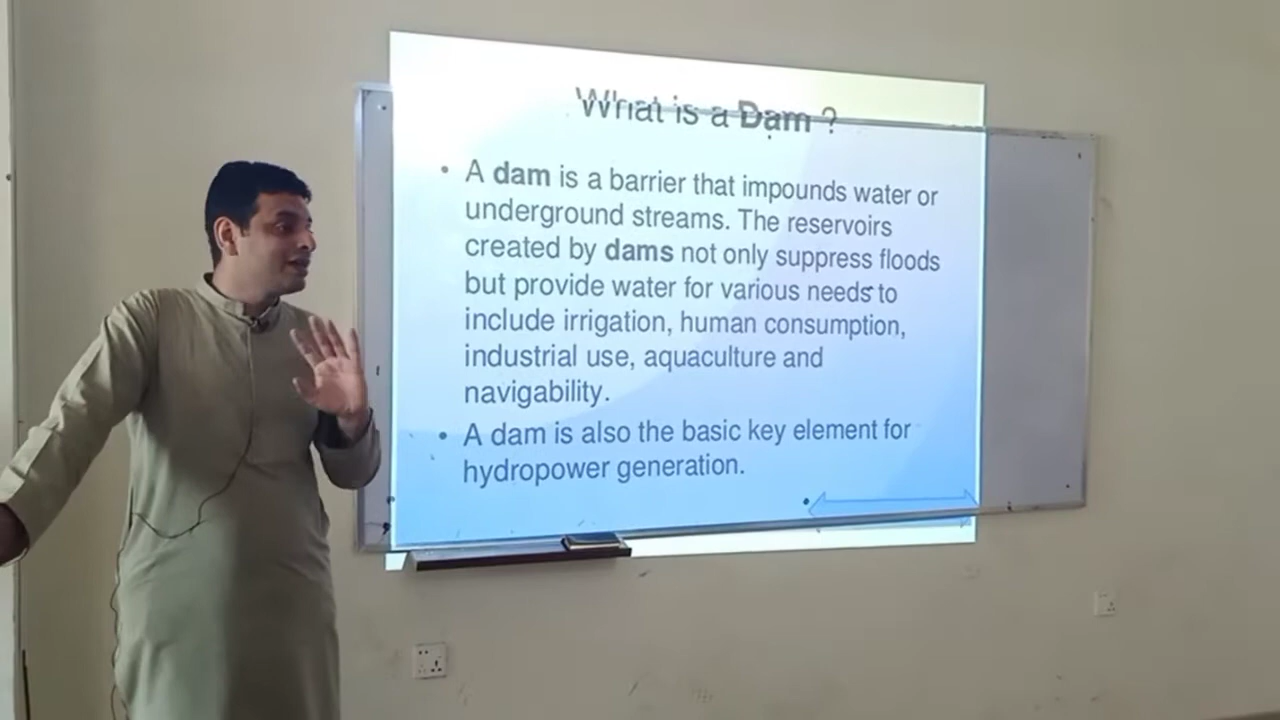 What is a Dam ?
• A dam is a barrier that impounds water or
underground streams. The reservoirs
created by dams not only suppress floods
but provide water for various needs to
include irrigation, human consumption,
industrial use, aquaculture and
navigability.
• A dam is also the basic key element for
hydropower generation.